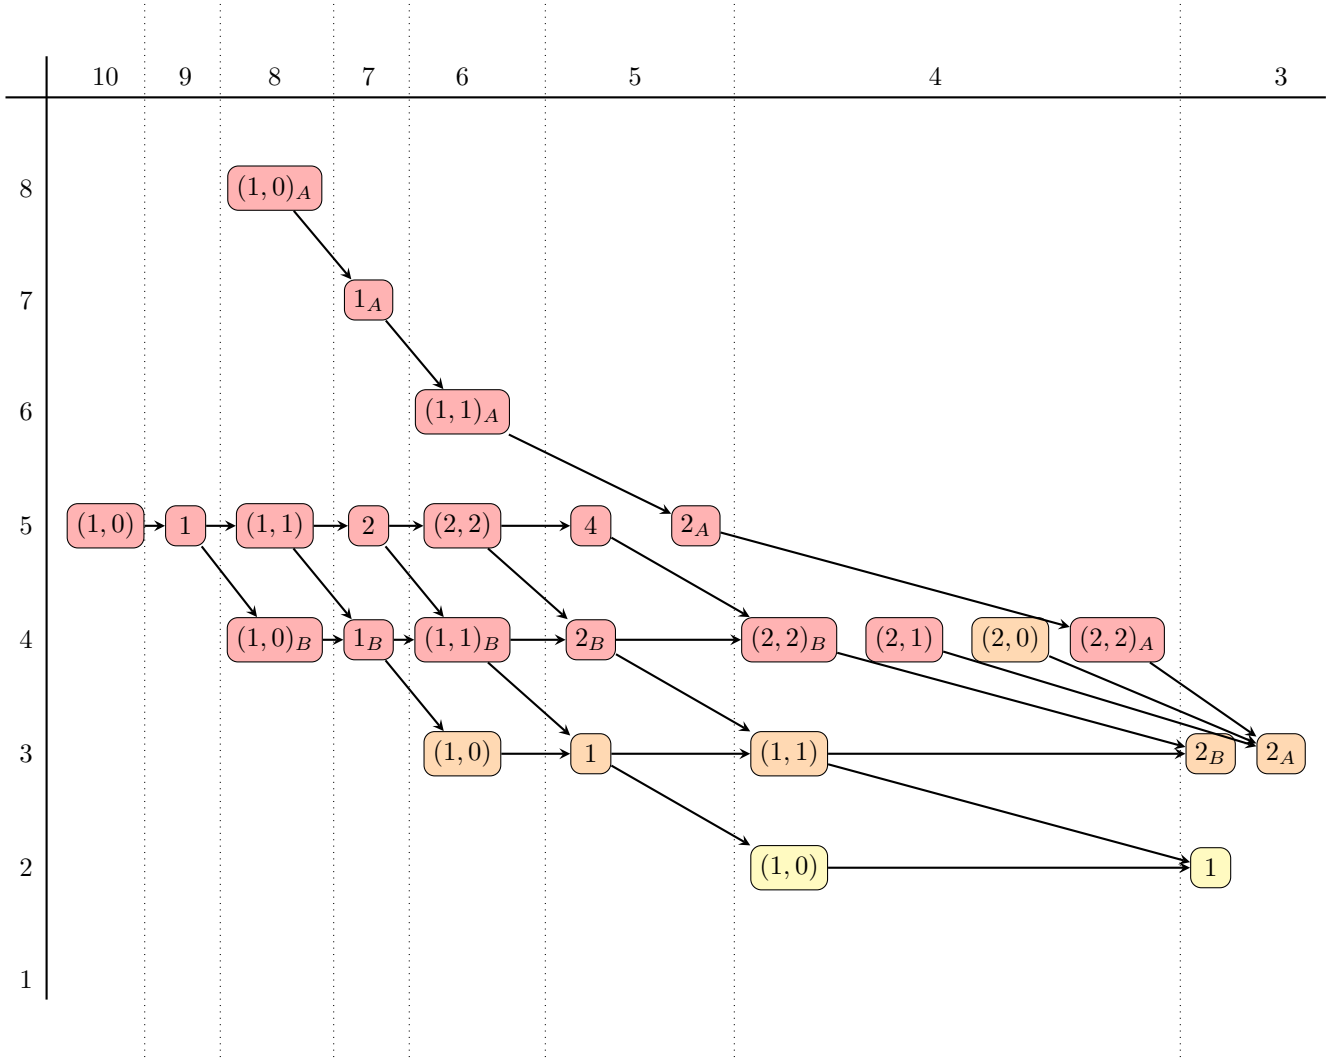 10 9 8 7 6 5 4 3
8 (1, 0)_A
7 1_A
6 (1, 1)_A
5 (1, 0) 1 (1, 1) 2 (2, 2) 4 2_A
4 (1, 0)_B 1_B (1, 1)_B 2_B (2, 2)_B (2, 1) (2, 0) (2, 2)_A
3 (1, 0) 1 (1, 1) 2_B 2_A
2 (1, 0) 1
1